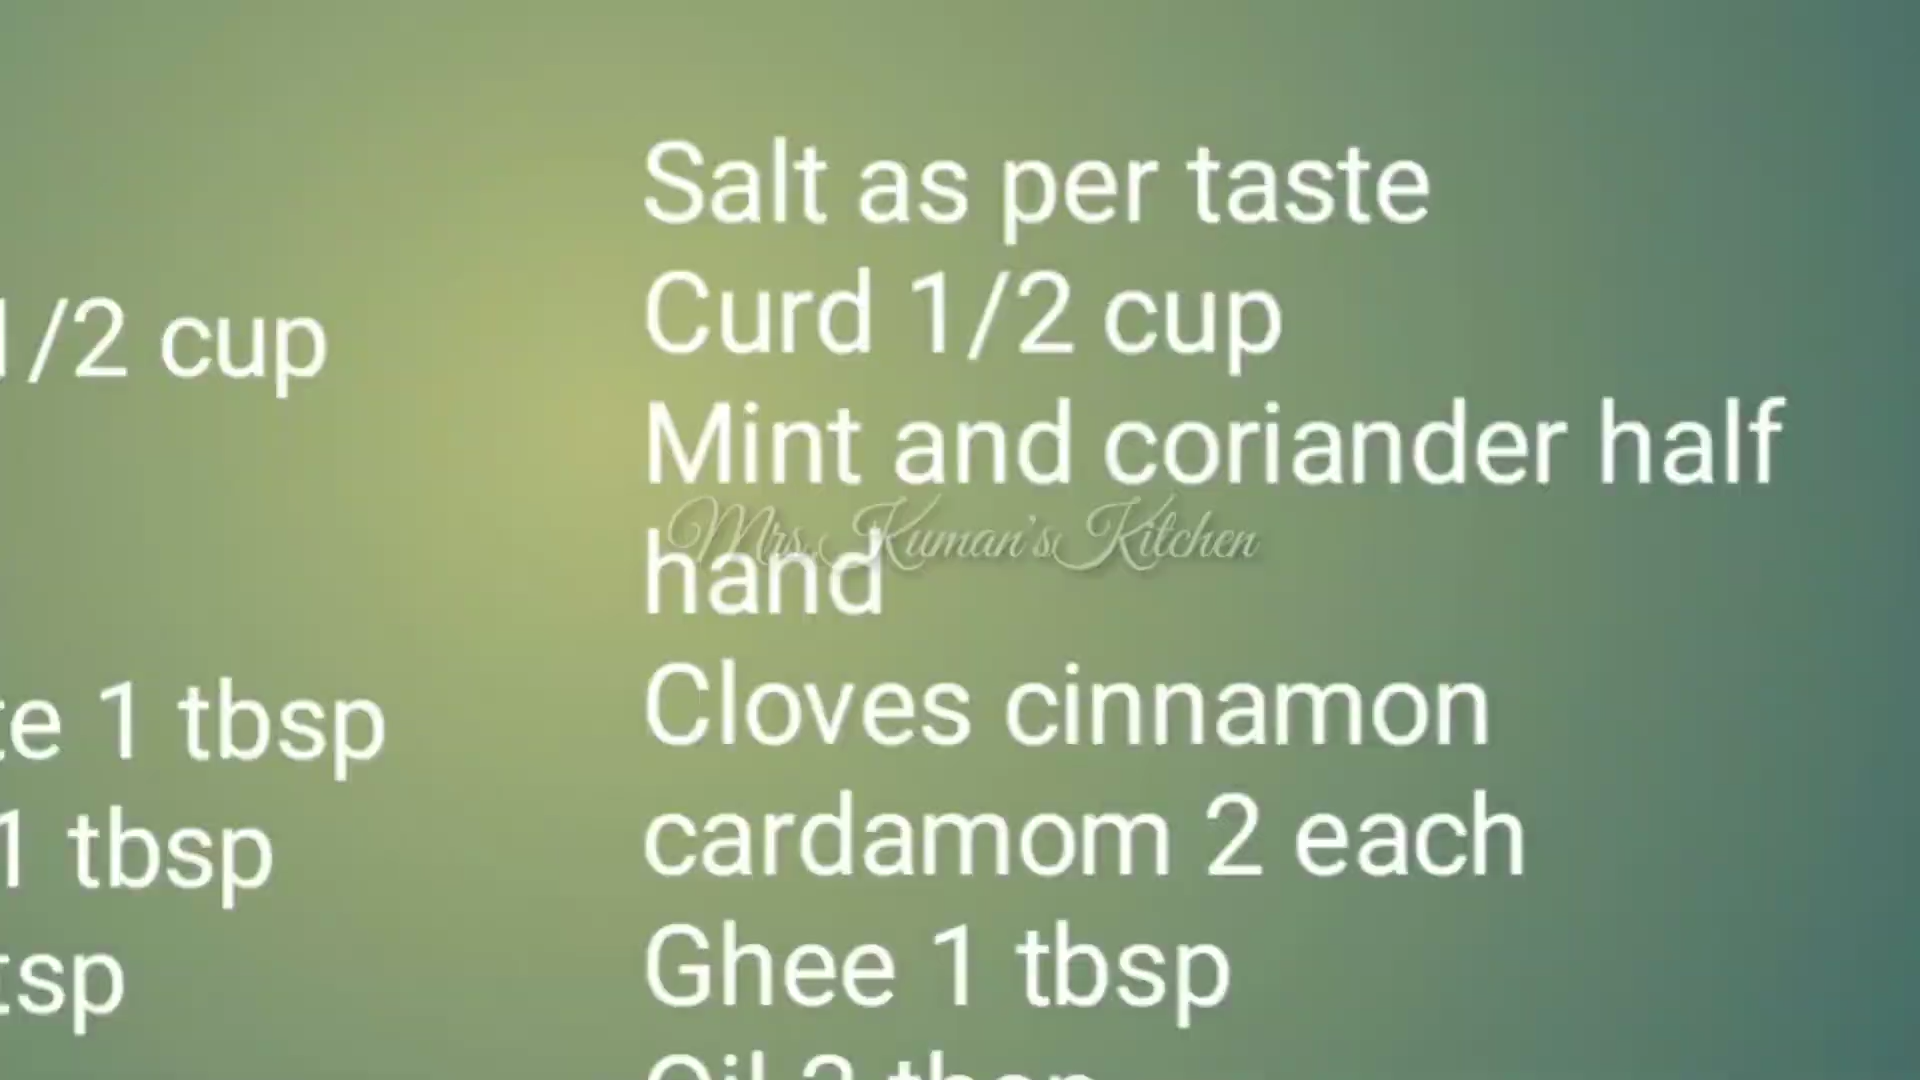 1/2 cup
1 tbsp
1 tbsp
tsp
Salt as per taste
Curd 1/2 cup
Mint and coriander half
hand
Mrs. Kuman's Kitchen
Cloves cinnamon
cardamom 2 each
Ghee 1 tbsp